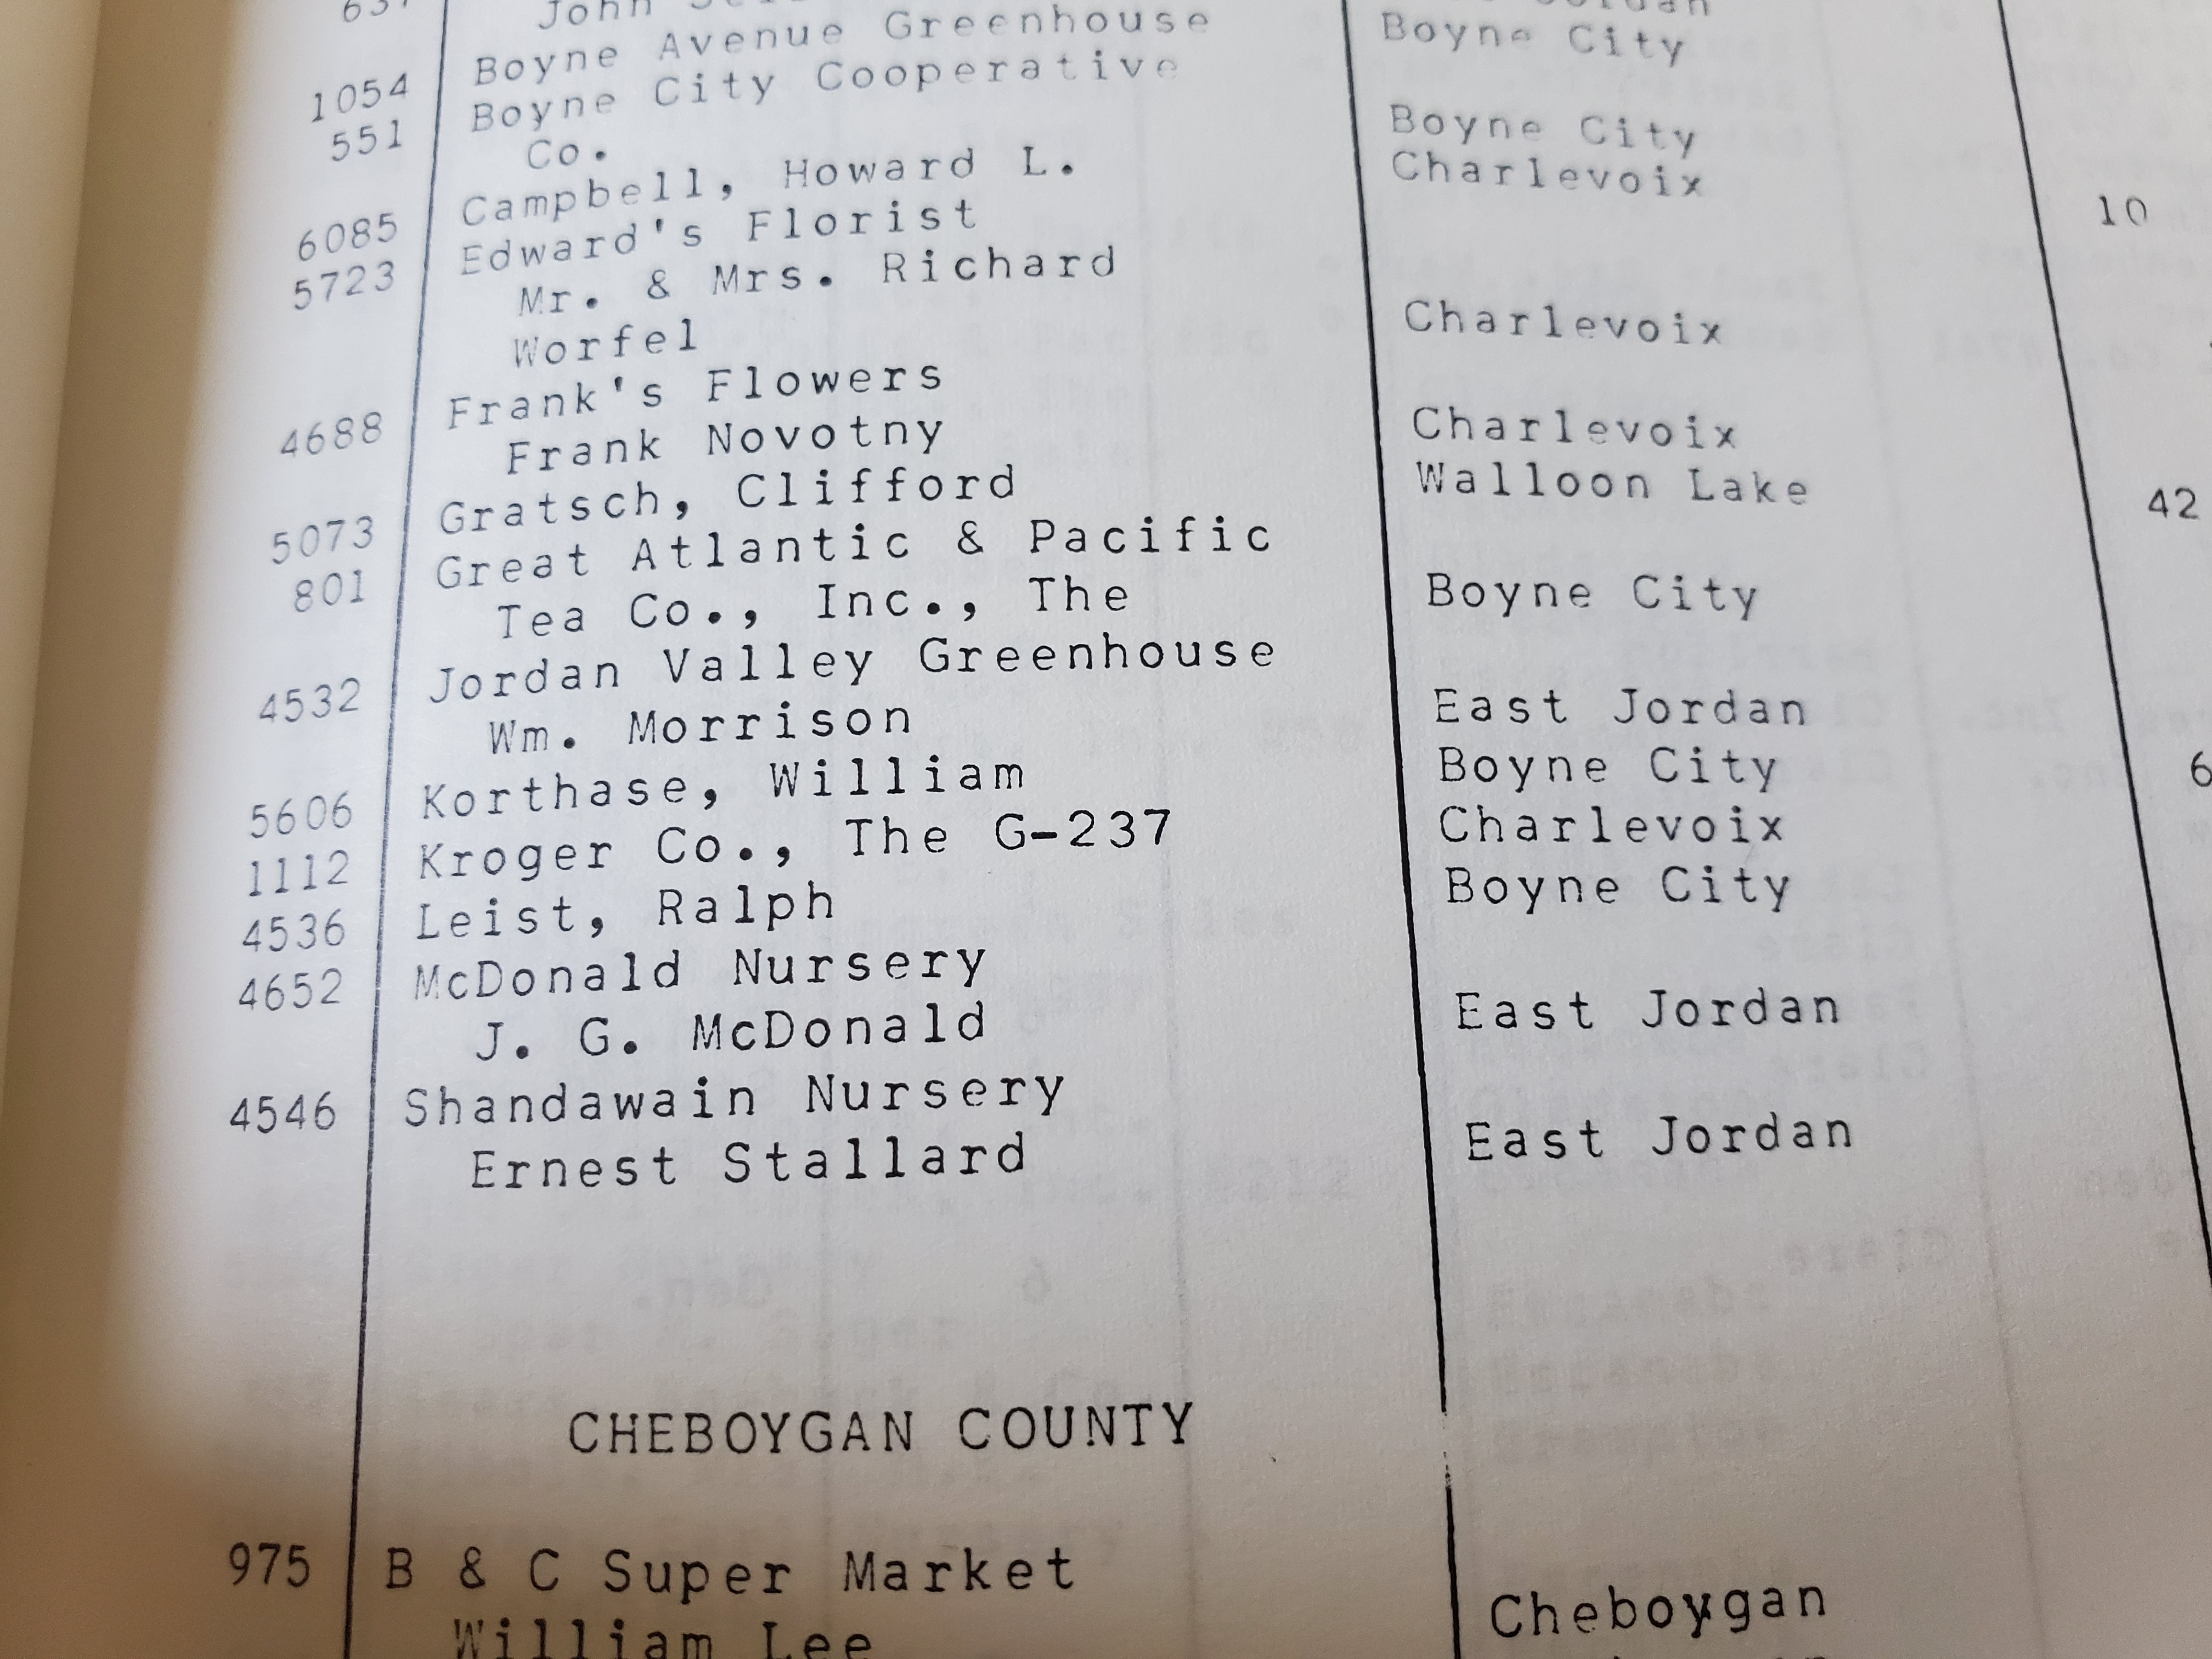 John
Boyne Avenue Greenhouse Boyne City
1054 Boyne City Cooperative
551 Co. Boyne City
Campbell, Howard L. Charlevoix
6085 Edward's Florist
5723 Mr. & Mrs. Richard
Worfel Charlevoix
Frank's Flowers
4688 Frank Novotny Charlevoix
Gratsch, Clifford Walloon Lake
5073 Great Atlantic & Pacific
801 Tea Co., Inc., The Boyne City
Jordan Valley Greenhouse
4532 Wm. Morrison East Jordan
Korthase, William Boyne City
5606 Kroger Co., The G-237 Charlevoix
1112 Leist, Ralph Boyne City
4536 McDonald Nursery
4652 J. G. McDonald East Jordan
4546 Shandawain Nursery
Ernest Stallard East Jordan
CHEBOYGAN COUNTY
975 B & C Super Market
William Lee Cheboygan
10
42
6